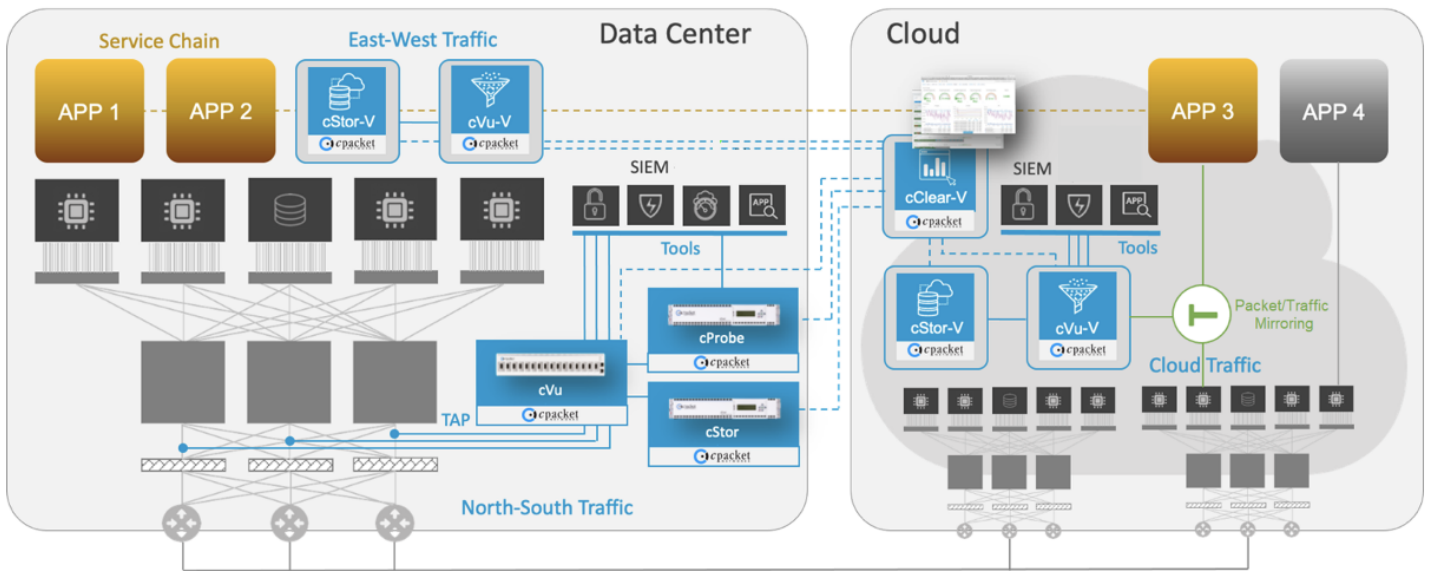 Data Center
Service Chain
East-West Traffic
APP 1
APP 2
cStor-V
cpacket
cVu-V
cpacket
SIEM
APP
Tools
cProbe
cpacket
cVu
cpacket
TAP
cStor
cpacket
North-South Traffic
Cloud
APP 3
APP 4
cClear-V
cpacket
SIEM
APP
Tools
cStor-V
cpacket
cVu-V
cpacket
Packet/Traffic
Mirroring
Cloud Traffic